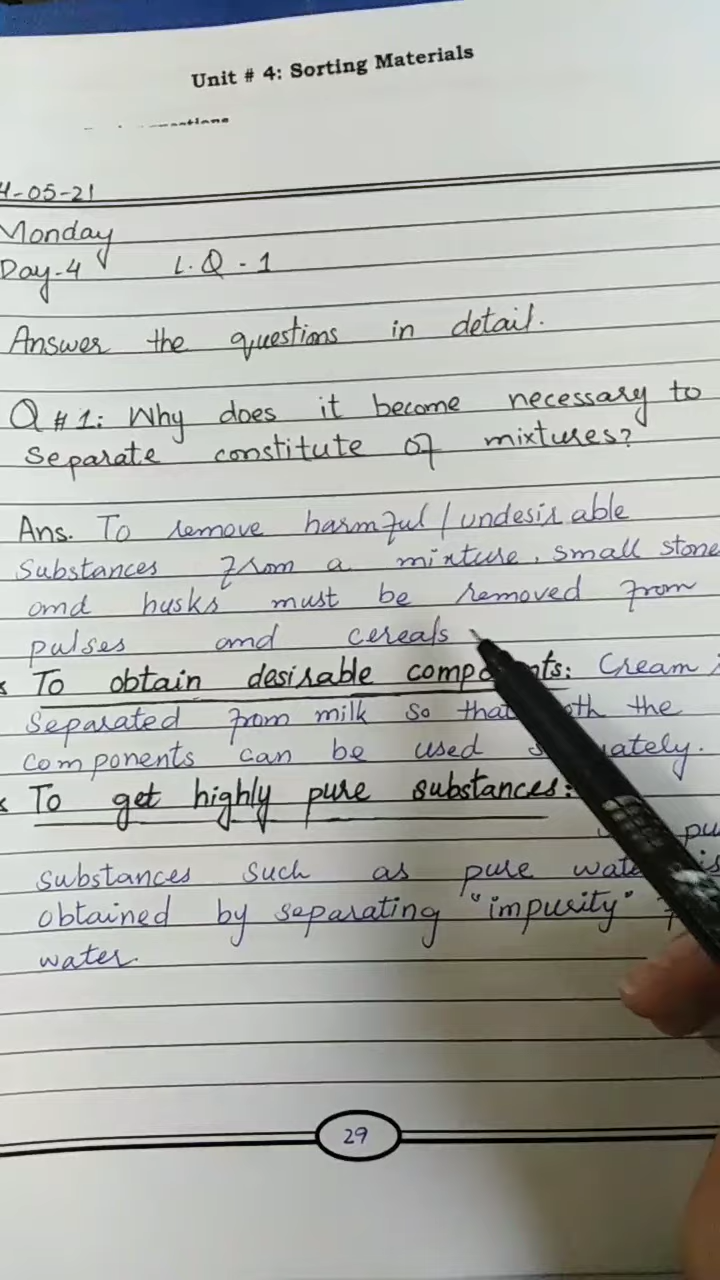 Unit # 4: Sorting Materials
4-05-21
Monday
Day-4 L.Q-1
Answer the questions in detail.
Q#1: Why does it become necessary to
separate constitute of mixtures?
Ans. To remove harmful/undesirable
substances from a mixture, small stone
and husks must be removed from
pulses and cereals
To obtain desirable comp nts: Cream
separated from milk so that the
components can be used
To get highly pure substances:
pu
substances such as pure wate is
obtained by separating "impurity"
water.
29